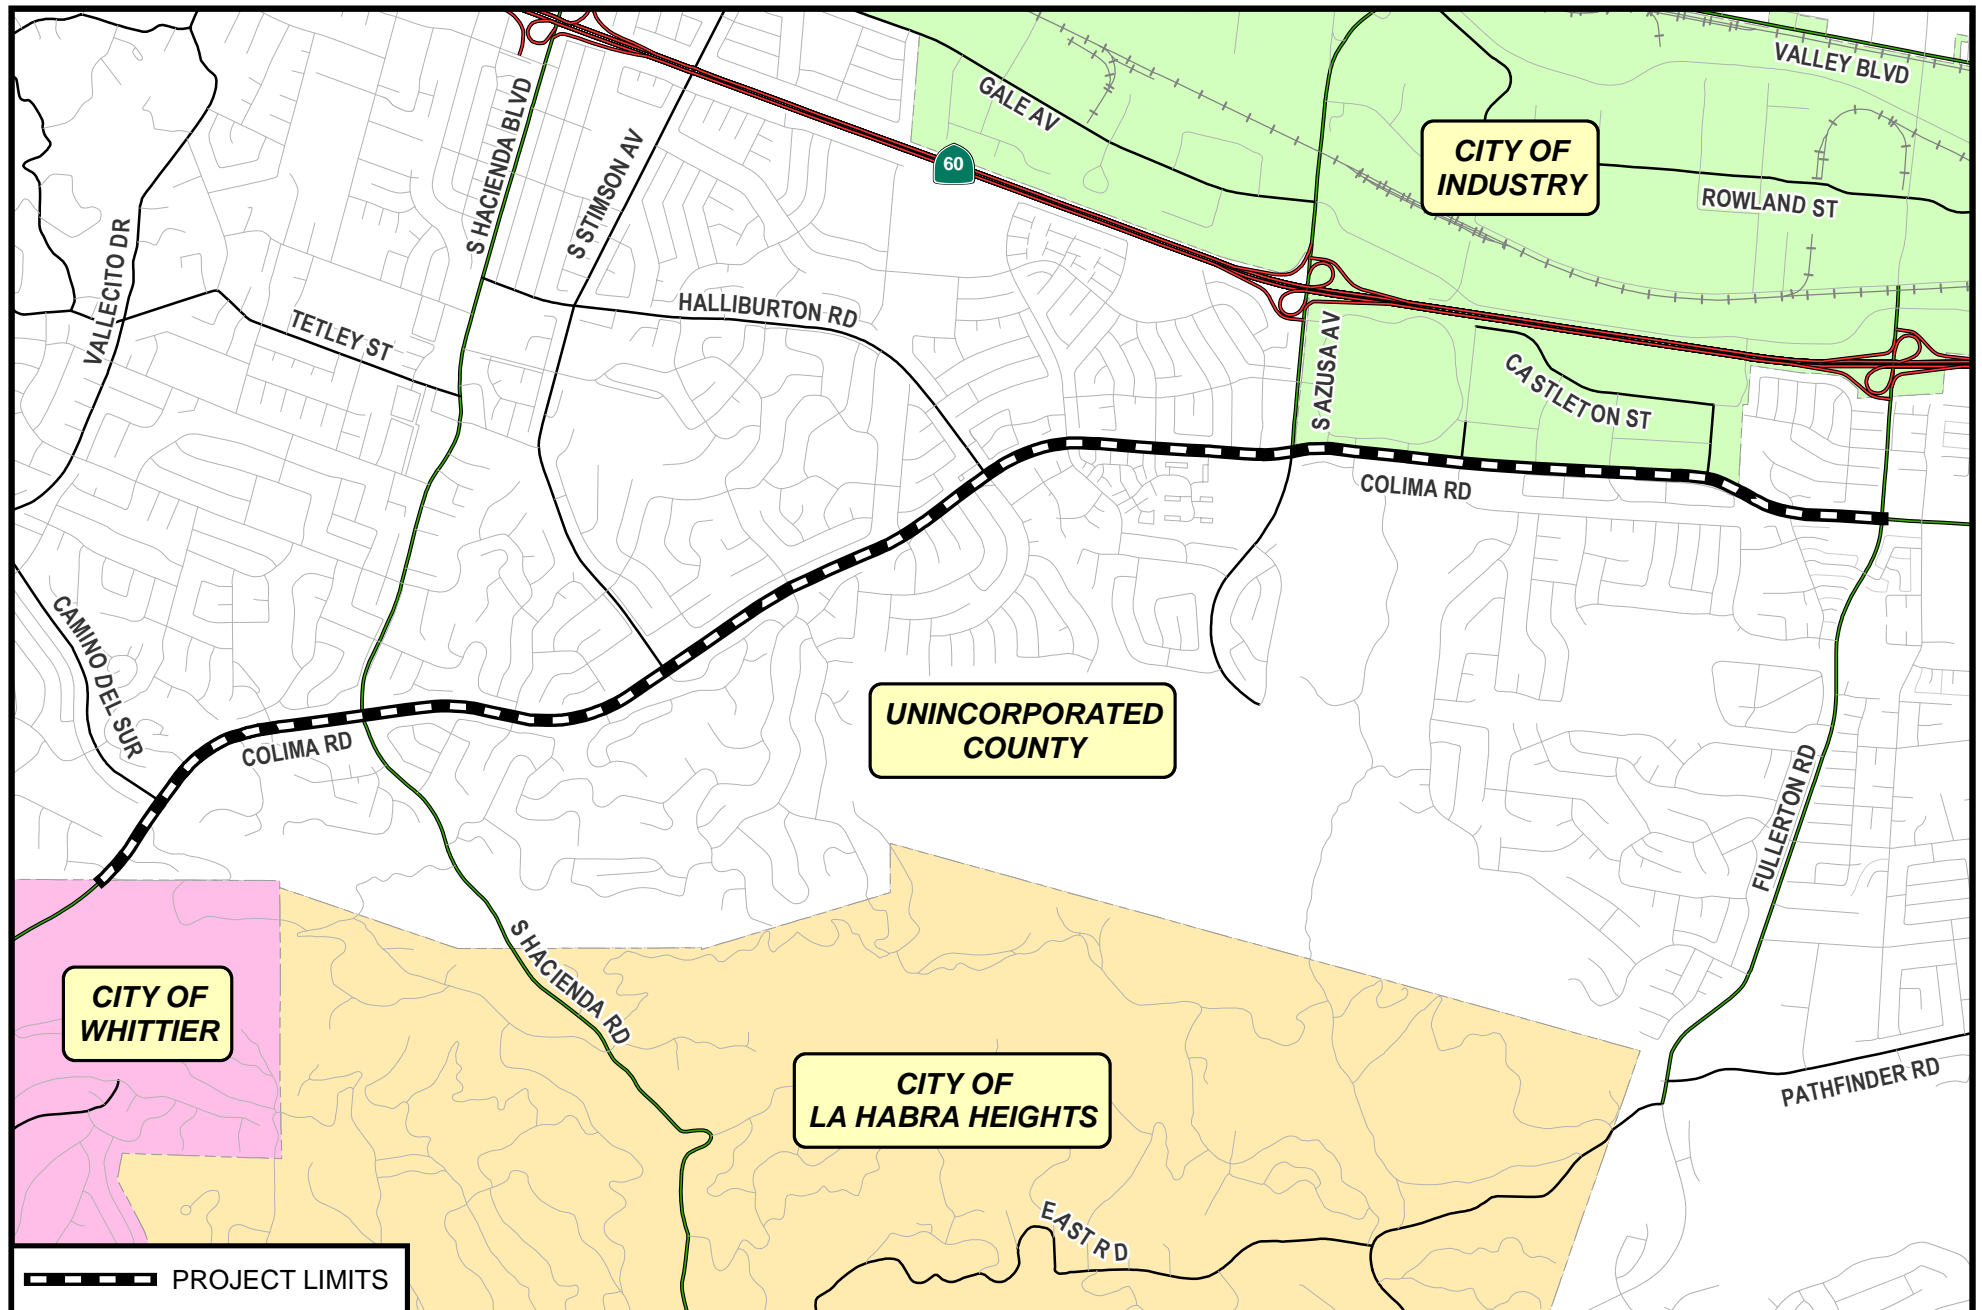 VALLEY BLVD
GALE AV
S HACIENDA BLVD
S STIMSON AV
60
CITY OF
INDUSTRY
ROWLAND ST
VALLECITO DR
TETLEY ST
HALLIBURTON RD
S AZUSA AV
CASTLETON ST
COLIMA RD
CAMINO DEL SUR
COLIMA RD
UNINCORPORATED
COUNTY
FULLERTON RD
S HACIENDA RD
CITY OF
WHITTIER
CITY OF
LA HABRA HEIGHTS
PATHFINDER RD
EAST RD
PROJECT LIMITS